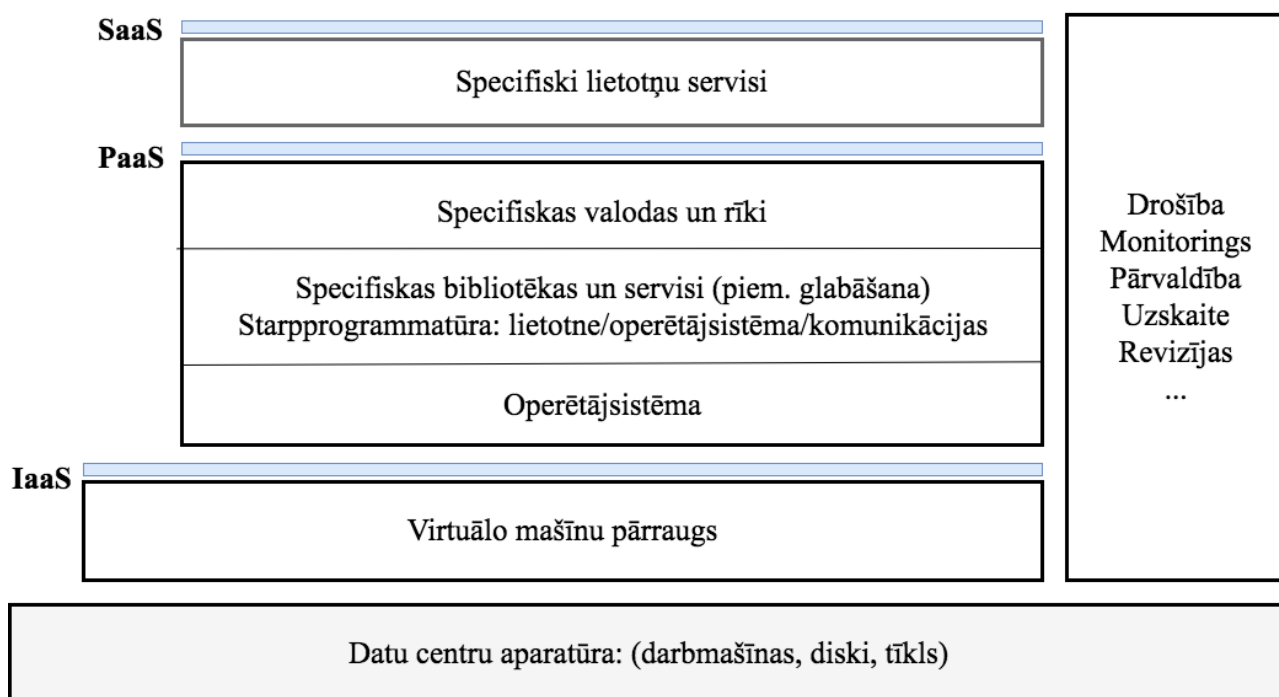 SaaS
Specifiski lietotņu servisi
PaaS
Specifiskas valodas un rīki
Specifiskas bibliotēkas un servisi (piem. glabāšana)
Starpprogrammatūra: lietotne/operētājsistēma/komunikācijas
Operētājsistēma
IaaS
Virtuālo mašīnu pārraugs
Drošība
Monitorings
Pārvaldība
Uzskaite
Revizījas
...
Datu centru aparatūra: (darbmašīnas, diski, tīkls)